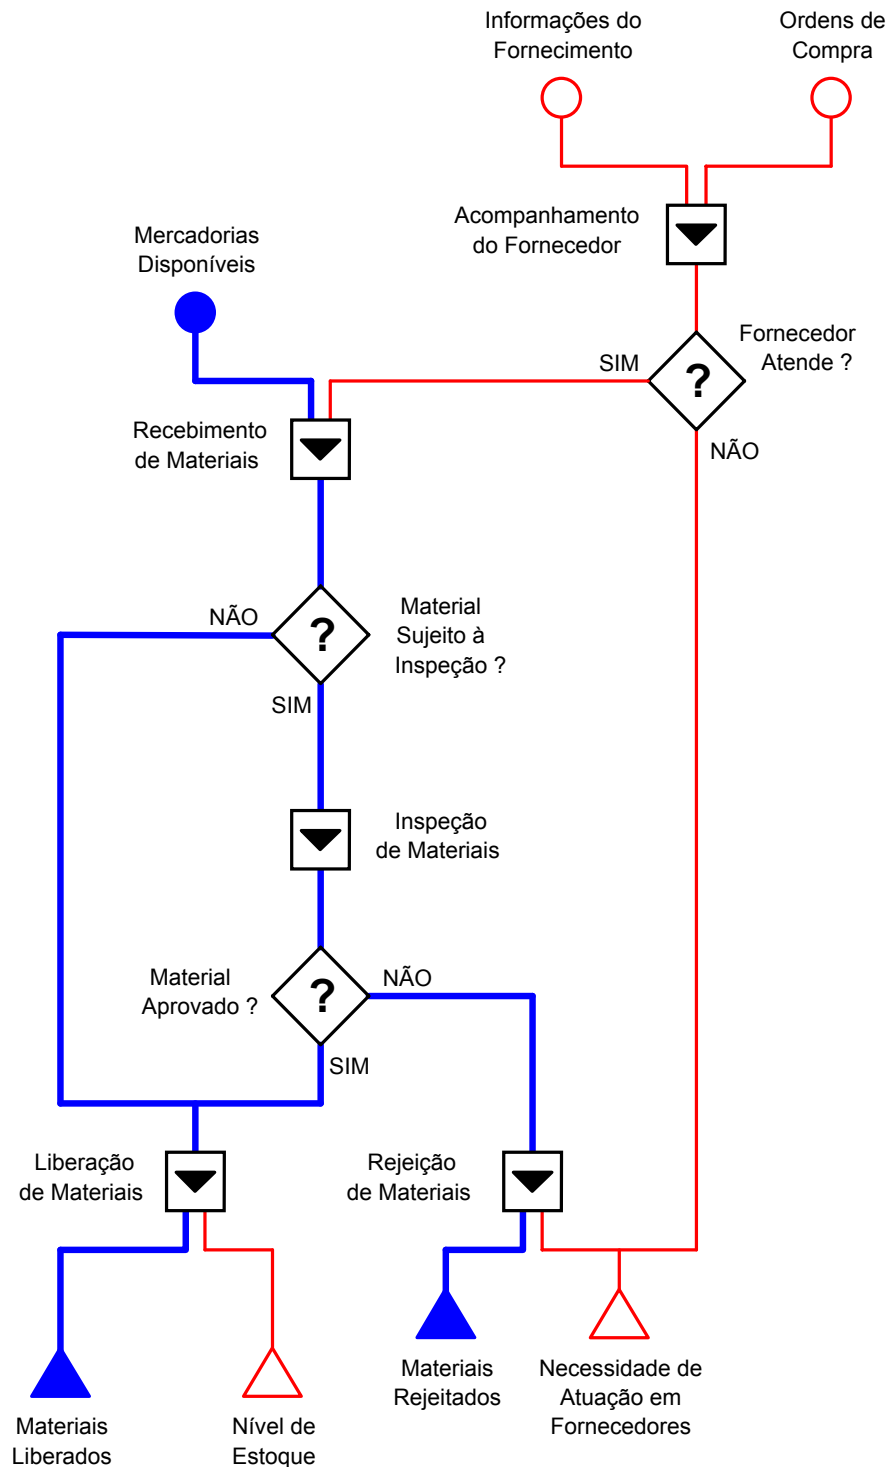 Informações do
Fornecimento
Ordens de
Compra
Acompanhamento
do Fornecedor
Mercadorias
Disponíveis
Fornecedor
Atende ?
?
SIM
NÃO
Recebimento
de Materiais
NÃO
?
Material
Sujeito à
Inspeção ?
SIM
Inspeção
de Materiais
Material
Aprovado ?
?
NÃO
SIM
Liberação
de Materiais
Rejeição
de Materiais
Materiais
Rejeitados
Necessidade de
Atuação em
Fornecedores
Materiais
Liberados
Nível de
Estoque